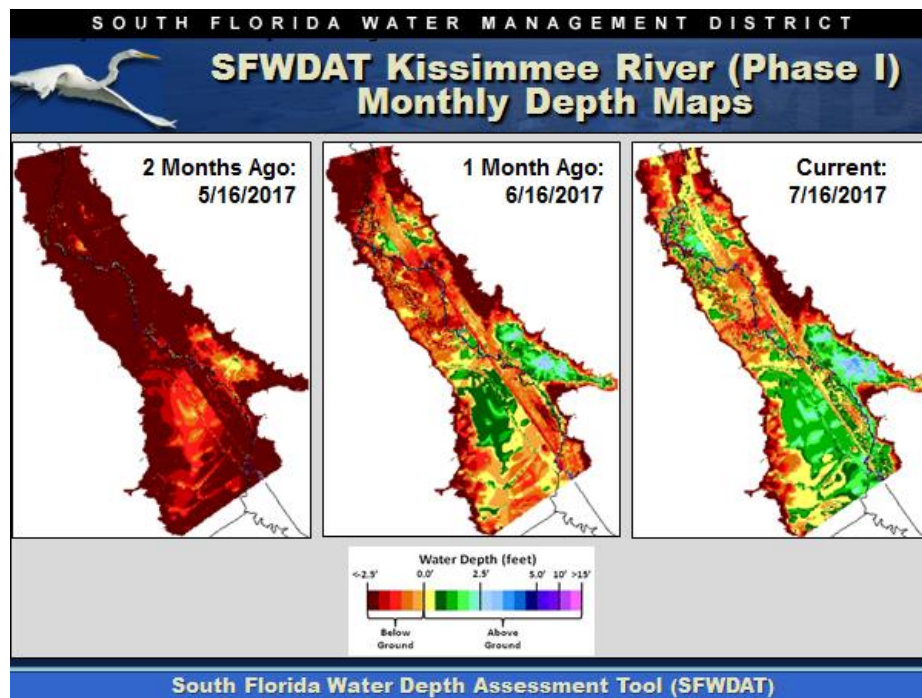 SOUTH FLORIDA WATER MANAGEMENT DISTRICT
SFWDAT Kissimmee River (Phase I)
Monthly Depth Maps
2 Months Ago:
5/16/2017
1 Month Ago:
6/16/2017
Current:
7/16/2017
Water Depth (feet)
<-2.5' 0.0' 2.5' 5.0' 10' >15'
Below
Ground
Above
Ground
South Florida Water Depth Assessment Tool (SFWDAT)